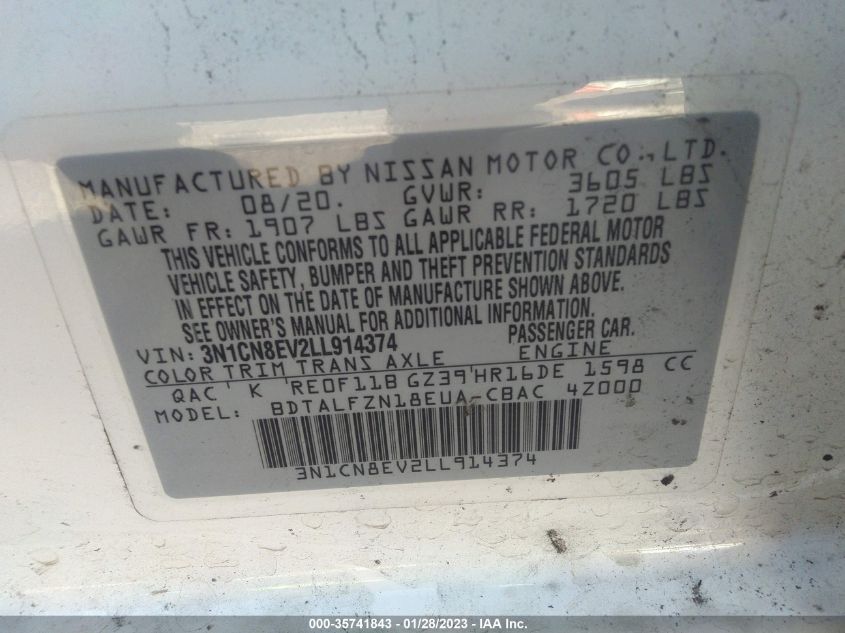 MANUFACTURED BY NISSAN MOTOR CO., LTD.
DATE: 08/20. GVWR: 3605 LBS
GAWR FR: 1907 LBS GAWR RR: 1720 LBS
THIS VEHICLE CONFORMS TO ALL APPLICABLE FEDERAL MOTOR
VEHICLE SAFETY, BUMPER AND THEFT PREVENTION STANDARDS
IN EFFECT ON THE DATE OF MANUFACTURE SHOWN ABOVE.
SEE OWNER'S MANUAL FOR ADDITIONAL INFORMATION.
VIN: 3N1CN8EV2LL914374 PASSENGER CAR.
COLOR TRIM TRANS AXLE ENGINE
QAC K RE0F11B GZ39 HR16DE 1598 CC
MODEL: BDTALFZN18EUA-CBAC 4Z000
3N1CN8EV2LL914374
000-35741843 01/28/2023 - IAA Inc.